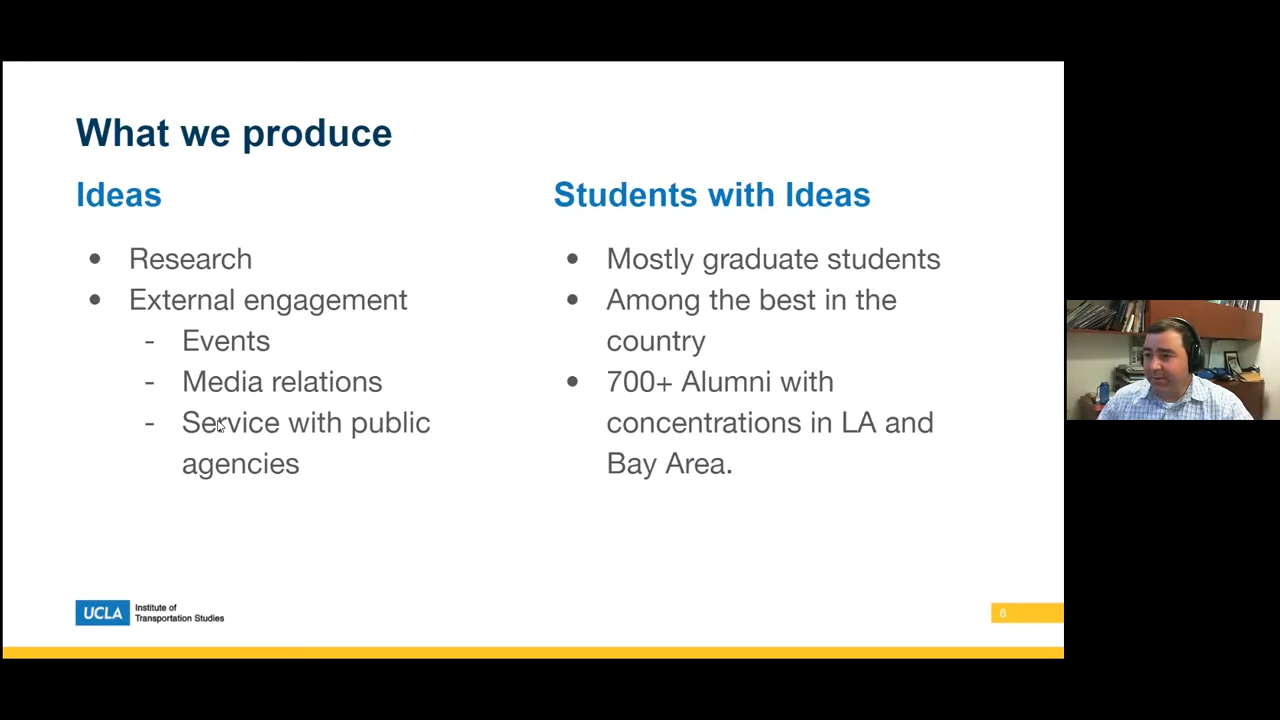 What we produce
Ideas
• Research
• External engagement
- Events
- Media relations
- Service with public
agencies
Students with Ideas
• Mostly graduate students
• Among the best in the
country
• 700+ Alumni with
concentrations in LA and
Bay Area.
UCLA
Institute of
Transportation Studies
6